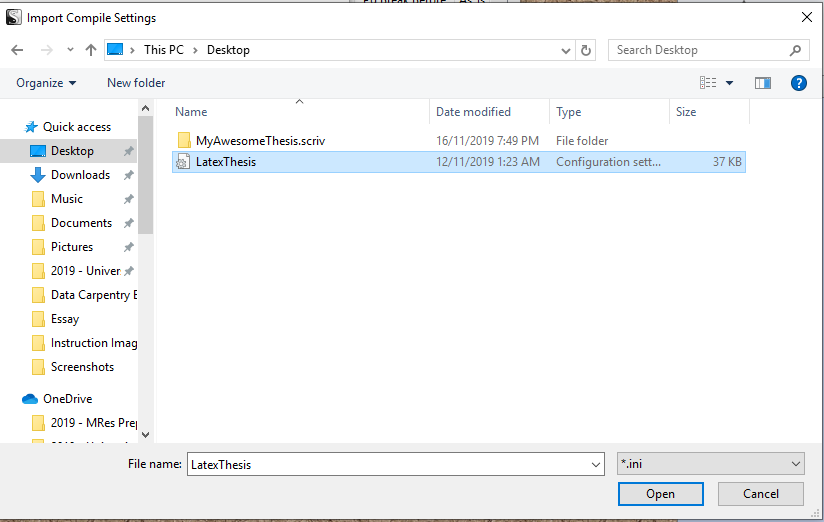 Import Compile Settings
This PC > Desktop
Search Desktop
Organize
New folder
Name Date modified Type Size
Quick access
Desktop
Downloads
Music
Documents
Pictures
2019 - Univer
Data Carpentry E
Essay
Instruction Imag
Screenshots
OneDrive
2019 - MRes Prep
MyAwesomeThesis.scriv 16/11/2019 7:49 PM File folder
LatexThesis 12/11/2019 1:23 AM Configuration sett... 37 KB
File name: LatexThesis *.ini
Open Cancel